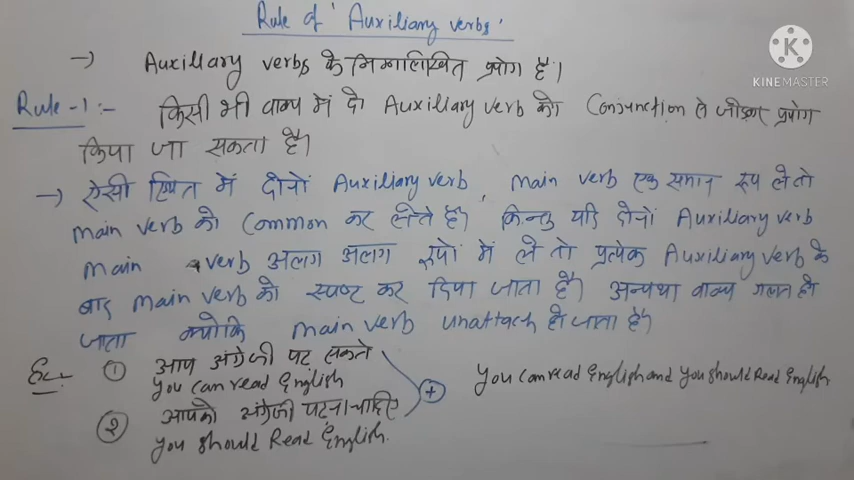 Rule of 'Auxiliary verbs'
→ Auxiliary verbs के निम्नलिखित प्रयोग है।
Rule-1:- किसी भी वाक्य में दो Auxiliary verb को Conjunction से जोड़कर प्रयोग
किया जा सकता है।
→ ऐसी स्थित में दोनों Auxiliary verb, main verb एक समान रूप ले तो
main verb को Common कर लेते है। किन्तु यदि दोनों Auxiliary verb
main verb अलग अलग रूपों में ले तो प्रत्येक Auxiliary verb के
बाद main verb को स्पष्ट कर दिया जाता है। अन्यथा वाक्य गलत हो
जाता क्योंकि main verb unattach हो जाता है।
① आप अंग्रेजी पढ़ सकते
You can read English
② आपको अंग्रेजी पढ़ना चाहिए
You should Read English.
+ You can read English and You should Read English.
K
KINEMASTER